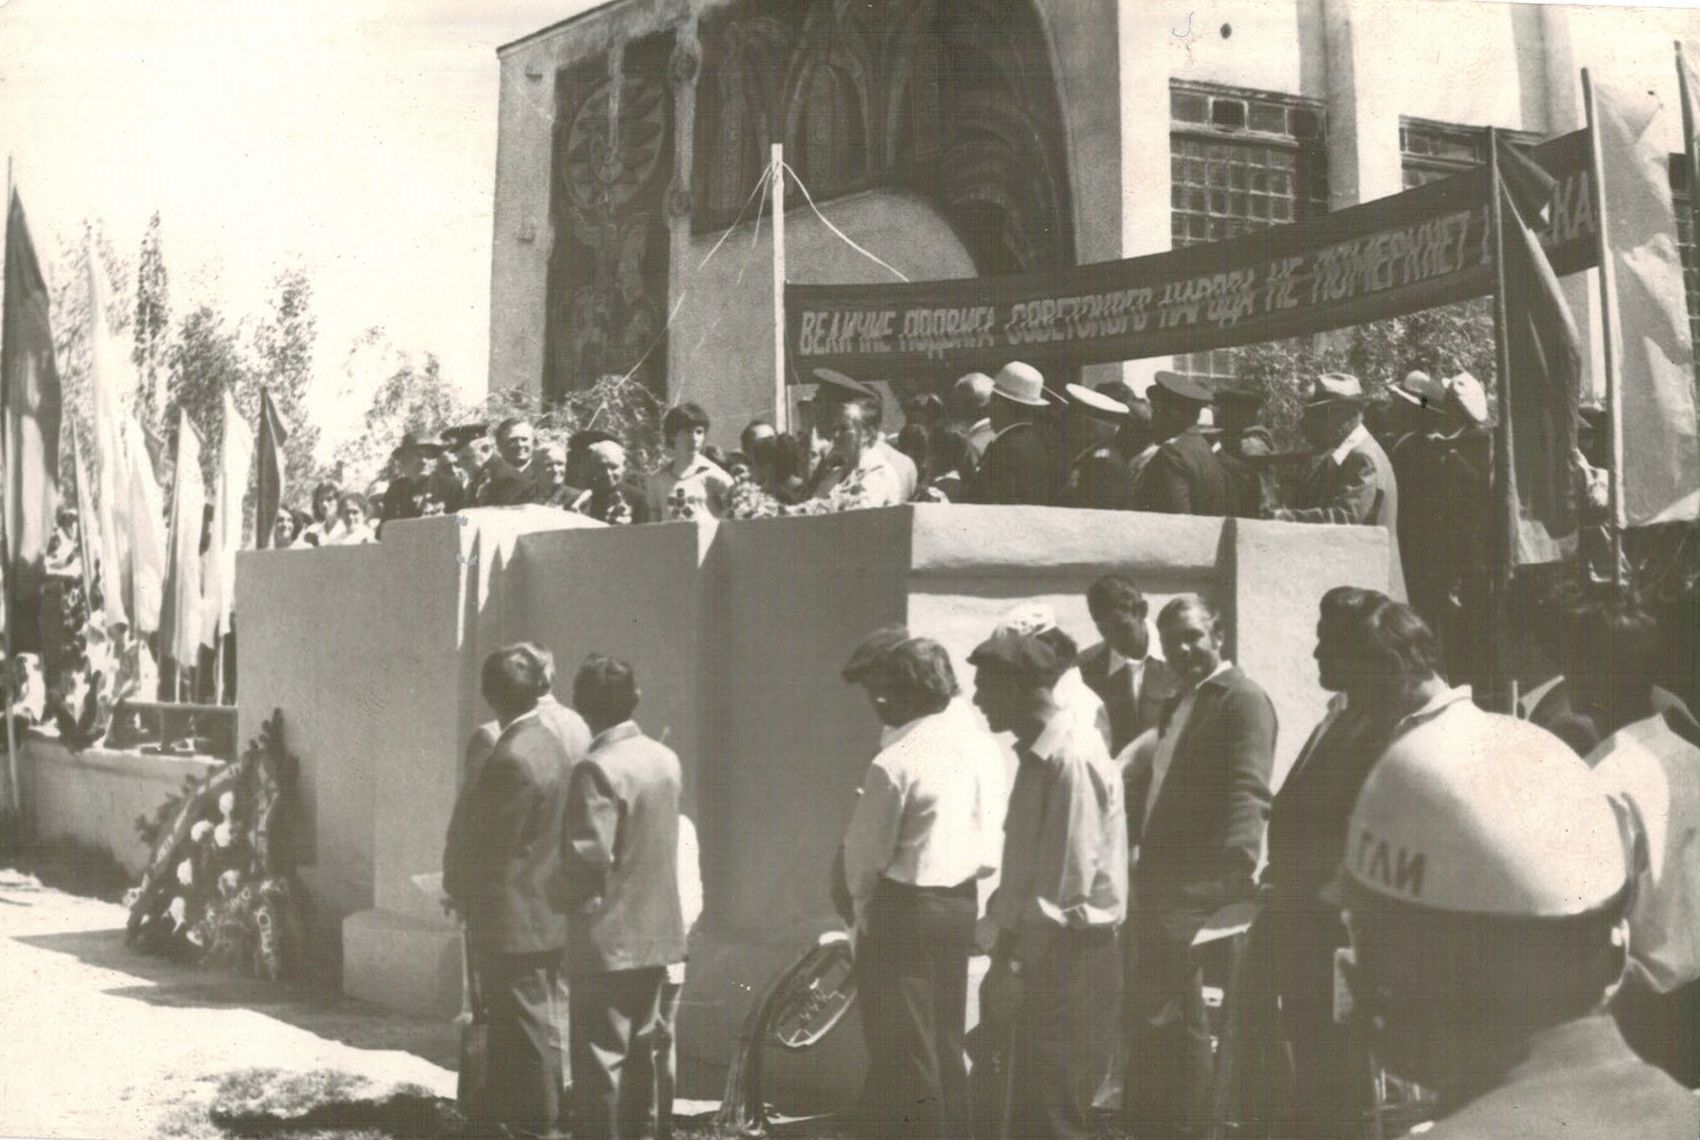 ВЕЛИЧИЕ ПОДВИГА СОВЕТСКОГО НАРОДА НЕ ПОМЕРКНЕТ
ГАИ